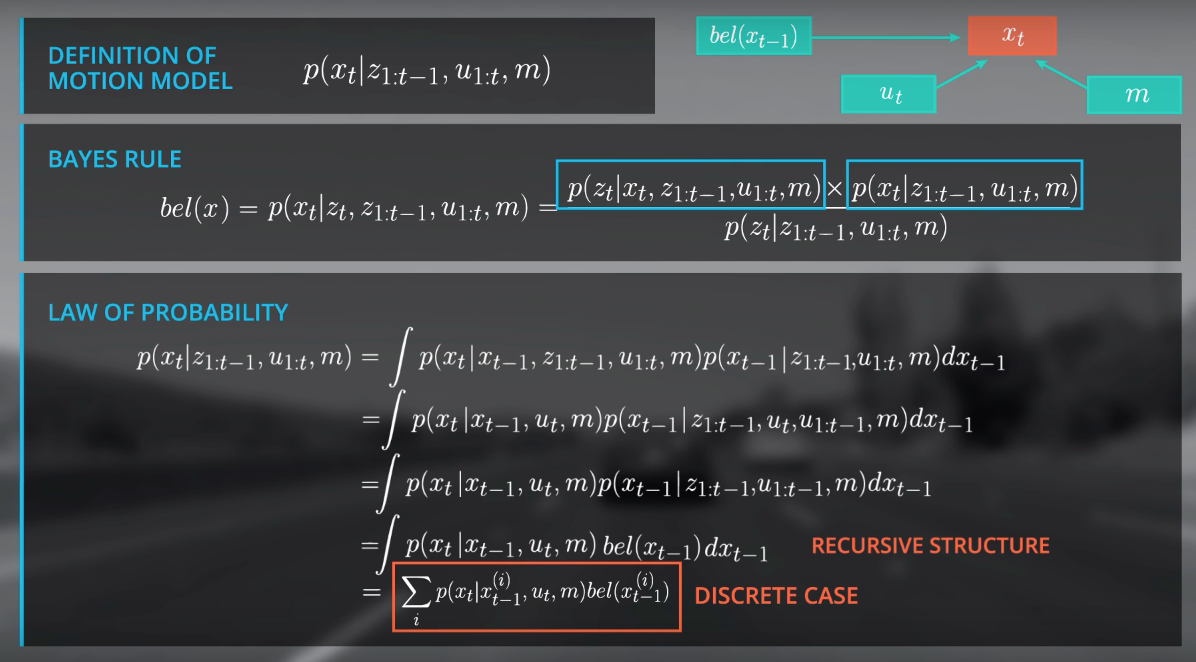 DEFINITION OF
MOTION MODEL
p(x_t|z_{1:t−1}, u_{1:t}, m)
bel(x_{t−1})
x_t
u_t
m
BAYES RULE
bel(x) = p(x_t|z_t, z_{1:t−1}, u_{1:t}, m) = \frac{p(z_t|x_t, z_{1:t−1}, u_{1:t}, m) × p(x_t|z_{1:t−1}, u_{1:t}, m)}{p(z_t|z_{1:t−1}, u_{1:t}, m)}
LAW OF PROBABILITY
p(x_t|z_{1:t−1}, u_{1:t}, m) = ∫ p(x_t|x_{t−1}, z_{1:t−1}, u_{1:t}, m)p(x_{t−1}|z_{1:t−1}, u_{1:t}, m)dx_{t−1}
= ∫ p(x_t|x_{t−1}, u_t, m)p(x_{t−1}|z_{1:t−1}, u_t, u_{1:t−1}, m)dx_{t−1}
= ∫ p(x_t|x_{t−1}, u_t, m)p(x_{t−1}|z_{1:t−1}, u_{1:t−1}, m)dx_{t−1}
= ∫ p(x_t|x_{t−1}, u_t, m) bel(x_{t−1})dx_{t−1} RECURSIVE STRUCTURE
= ∑_i p(x_t|x_{t−1}^{(i)}, u_t, m)bel(x_{t−1}^{(i)}) DISCRETE CASE